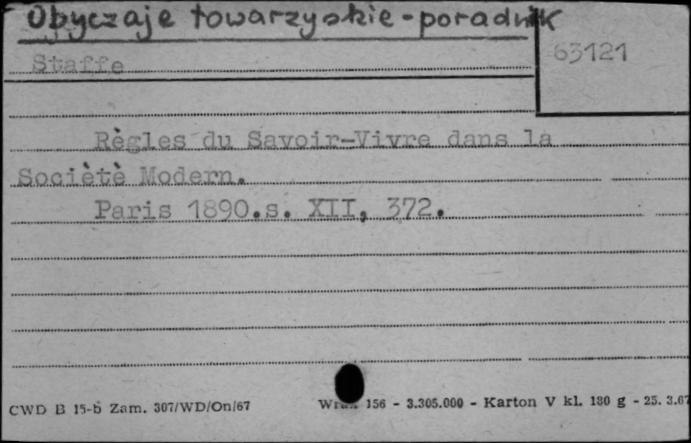 Obyczaje towarzyskie-poradnik
63121
Staffe
Règles du Savoir-Vivre dans la
Sociètè Modern.
Paris 1890.s. XII, 372.
CWD B 15-b Zam. 307/WD/On/67 156 - 3.305.000 - Karton V kl. 180 g - 25. 3.67